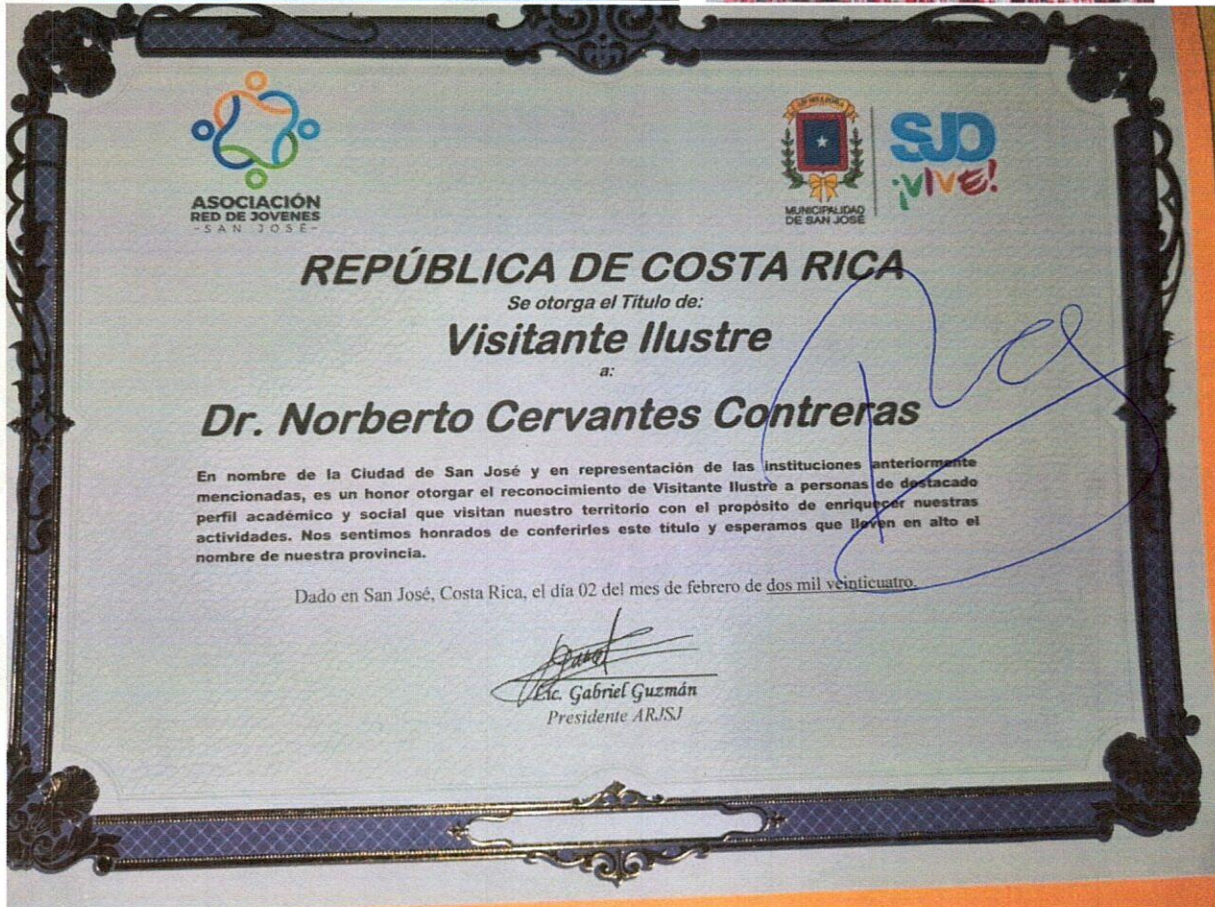 ASOCIACIÓN
RED DE JOVENES
-SAN JOSÉ-
MUNICIPALIDAD
DE SAN JOSÉ
SJO
¡VIVE!
REPÚBLICA DE COSTA RICA
Se otorga el Título de:
Visitante Ilustre
a:
Dr. Norberto Cervantes Contreras
En nombre de la Ciudad de San José y en representación de las instituciones anteriormente
mencionadas, es un honor otorgar el reconocimiento de Visitante Ilustre a personas de destacado
perfil académico y social que visitan nuestro territorio con el propósito de enriquecer nuestras
actividades. Nos sentimos honrados de conferirles este título y esperamos que lleven en alto el
nombre de nuestra provincia.
Dado en San José, Costa Rica, el día 02 del mes de febrero de dos mil veinticuatro.
Lic. Gabriel Guzmán
Presidente ARJSJ